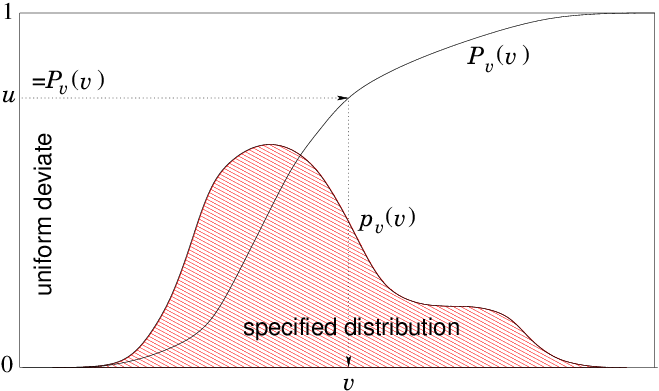 1
P_v(v)
=P_v(v)
u
uniform deviate
p_v(v)
specified distribution
0
v